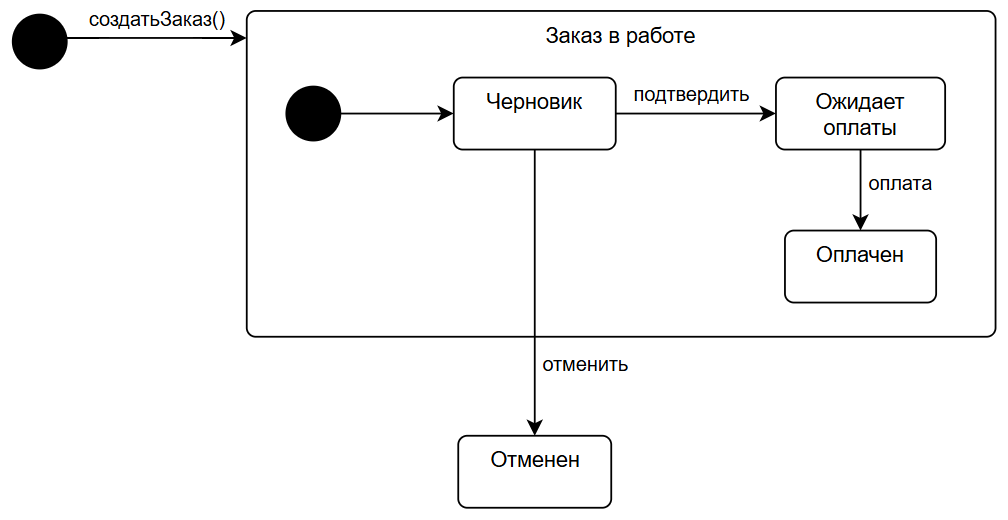 создатьЗаказ()
Заказ в работе
Черновик
подтвердить
Ожидает
оплаты
оплата
Оплачен
отменить
Отменен